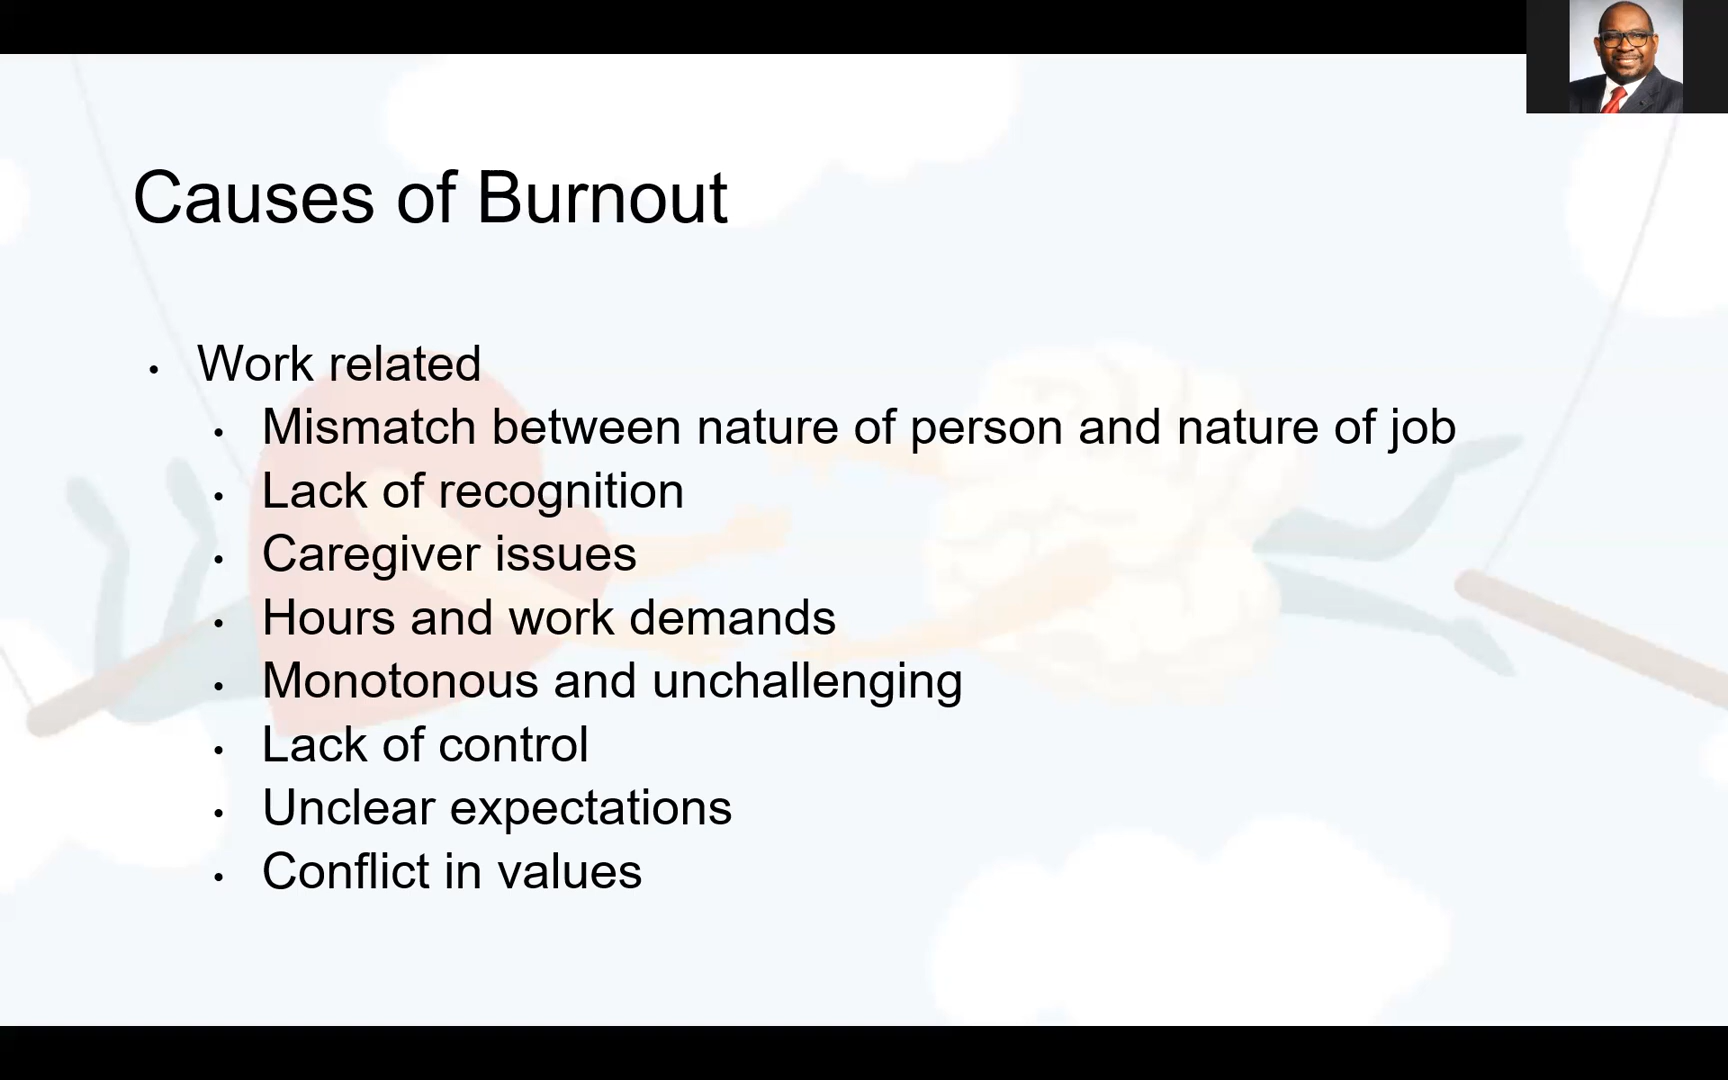 Causes of Burnout
• Work related
• Mismatch between nature of person and nature of job
• Lack of recognition
• Caregiver issues
• Hours and work demands
• Monotonous and unchallenging
• Lack of control
• Unclear expectations
• Conflict in values